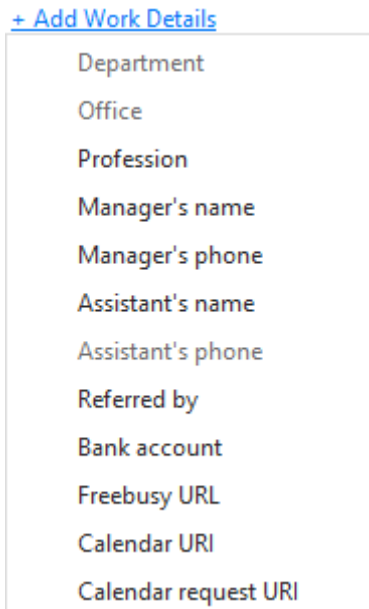 + Add Work Details
Department
Office
Profession
Manager's name
Manager's phone
Assistant's name
Assistant's phone
Referred by
Bank account
Freebusy URL
Calendar URI
Calendar request URI